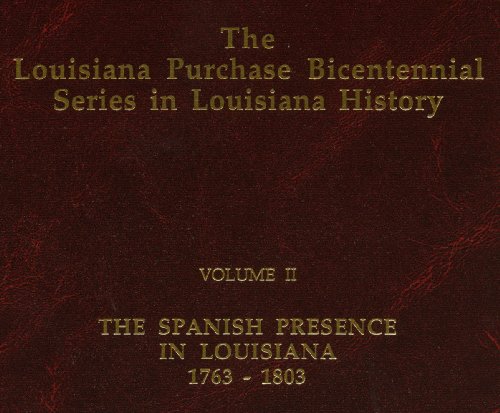 The
Louisiana Purchase Bicentennial
Series in Louisiana History
VOLUME II
THE SPANISH PRESENCE
IN LOUISIANA
1763 - 1803